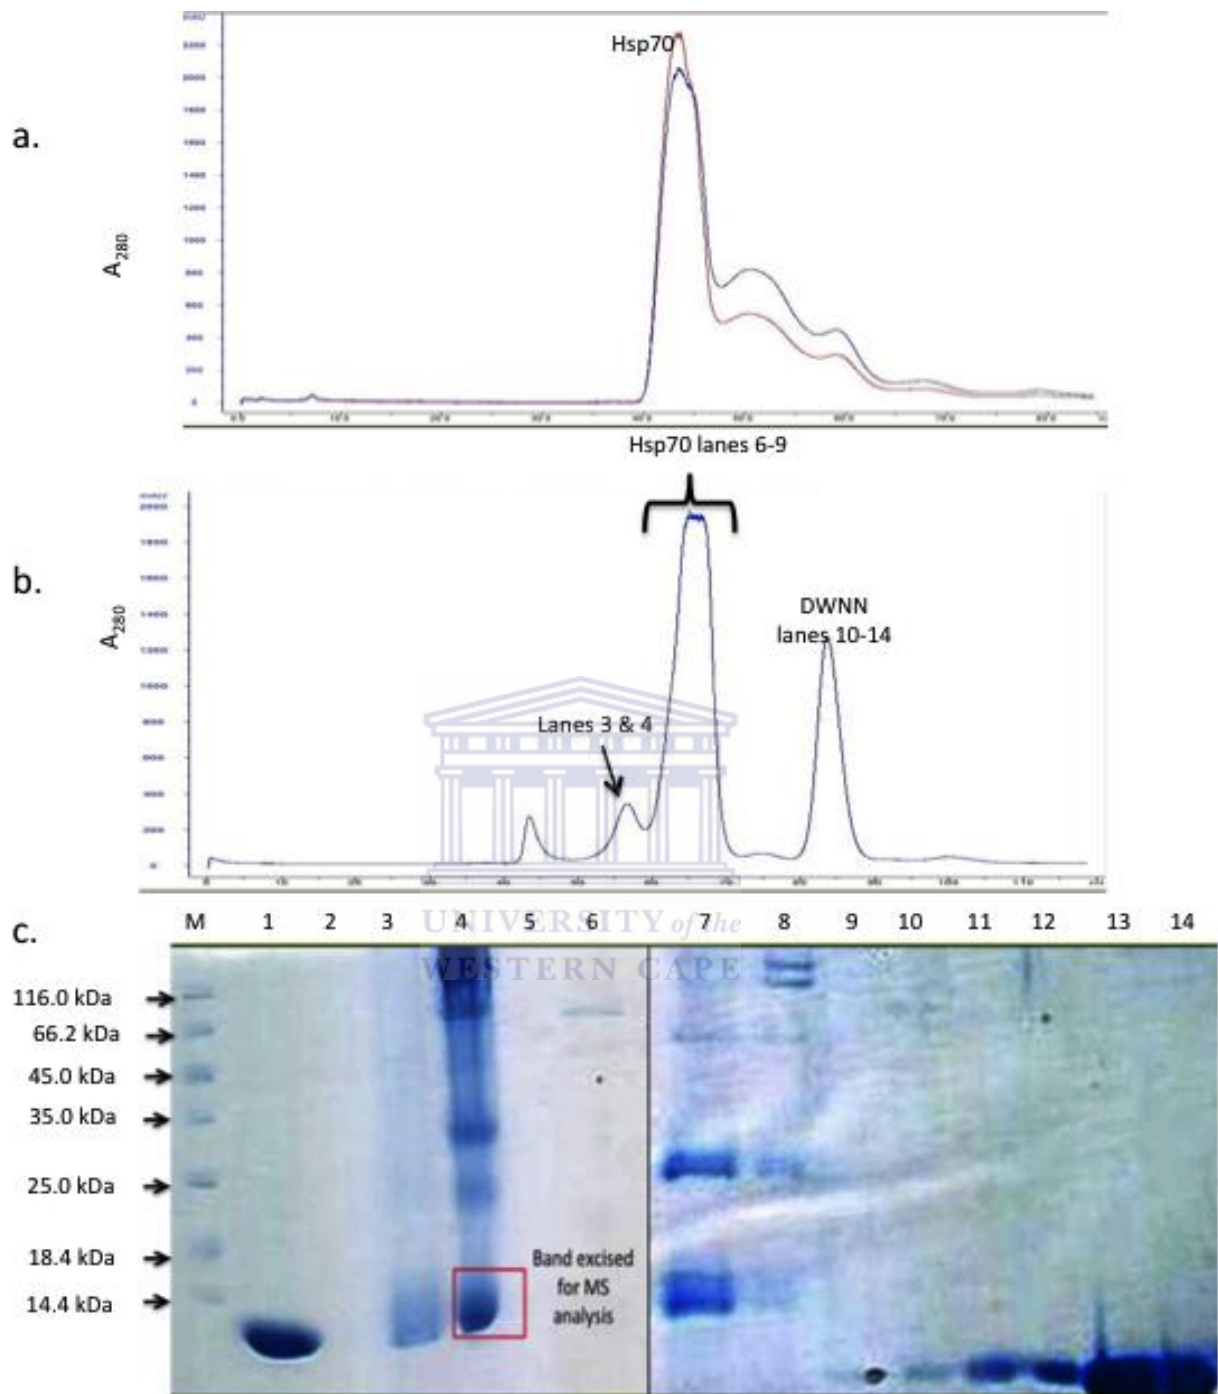 Hsp70
a.
A280
Hsp70 lanes 6-9
b.
A280
DWNN
lanes 10-14
Lanes 3 & 4
c.
M 1 2 3 4 5 6 7 8 9 10 11 12 13 14
UNIVERSITY of the
WESTERN CAPE
116.0 kDa
66.2 kDa
45.0 kDa
35.0 kDa
25.0 kDa
18.4 kDa
14.4 kDa
Band excised
for MS
analysis